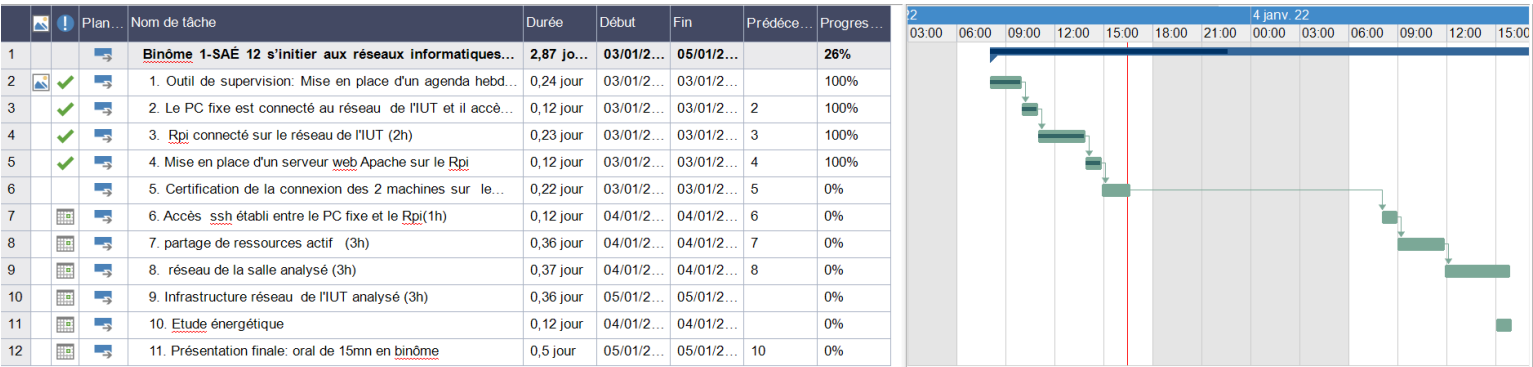 Plan... Nom de tâche Durée Début Fin Prédéce... Progres...
22 4 janv. 22
03:00 06:00 09:00 12:00 15:00 18:00 21:00 00:00 03:00 06:00 09:00 12:00 15:00
1 Binôme 1-SAÉ 12 s’initier aux réseaux informatiques... 2,87 jo... 03/01/2... 05/01/2... 26%
2 1. Outil de supervision: Mise en place d'un agenda hebd... 0,24 jour 03/01/2... 03/01/2... 100%
3 2. Le PC fixe est connecté au réseau de l'IUT et il accè... 0,12 jour 03/01/2... 03/01/2... 2 100%
4 3. Rpi connecté sur le réseau de l'IUT (2h) 0,23 jour 03/01/2... 03/01/2... 3 100%
5 4. Mise en place d'un serveur web Apache sur le Rpi 0,12 jour 03/01/2... 03/01/2... 4 100%
6 5. Certification de la connexion des 2 machines sur le... 0,22 jour 03/01/2... 03/01/2... 5 0%
7 6. Accès ssh établi entre le PC fixe et le Rpi(1h) 0,12 jour 04/01/2... 04/01/2... 6 0%
8 7. partage de ressources actif (3h) 0,36 jour 04/01/2... 04/01/2... 7 0%
9 8. réseau de la salle analysé (3h) 0,37 jour 04/01/2... 04/01/2... 8 0%
10 9. Infrastructure réseau de l'IUT analysé (3h) 0,36 jour 05/01/2... 05/01/2... 0%
11 10. Etude énergétique 0,12 jour 04/01/2... 04/01/2... 0%
12 11. Présentation finale: oral de 15mn en binôme 0,5 jour 05/01/2... 05/01/2... 10 0%